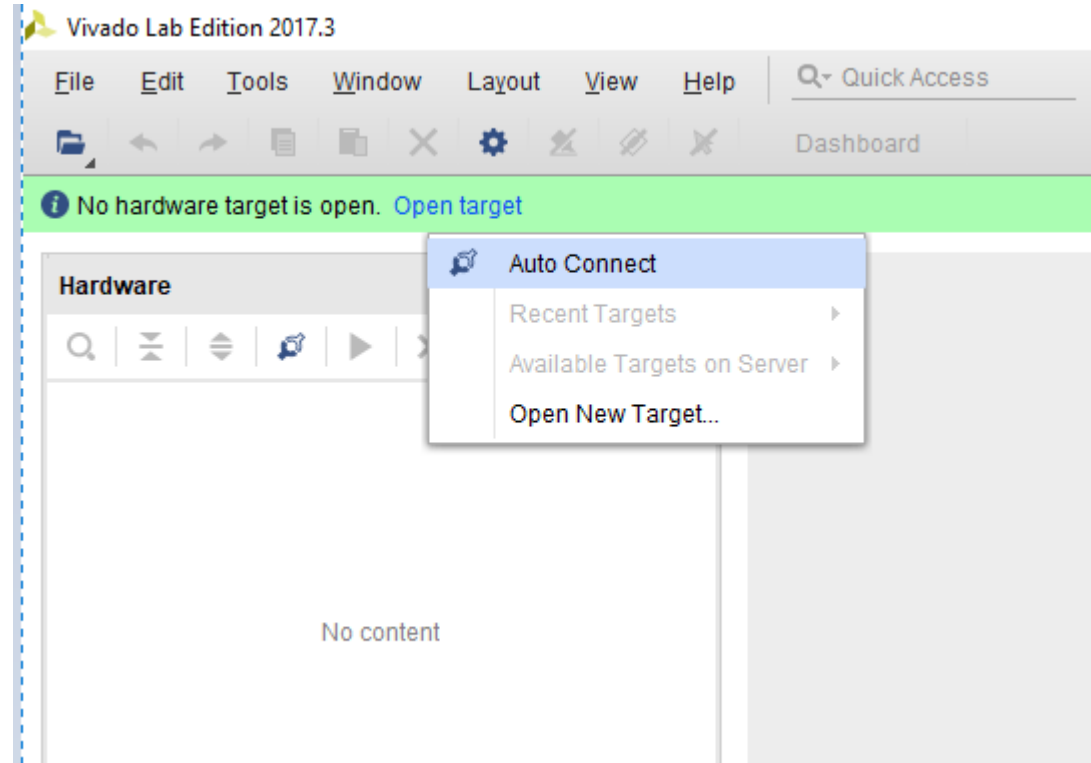 Vivado Lab Edition 2017.3
File Edit Tools Window Layout View Help Quick Access
Dashboard
No hardware target is open. Open target
Auto Connect
Hardware
Recent Targets
Available Targets on Server
Open New Target...
No content